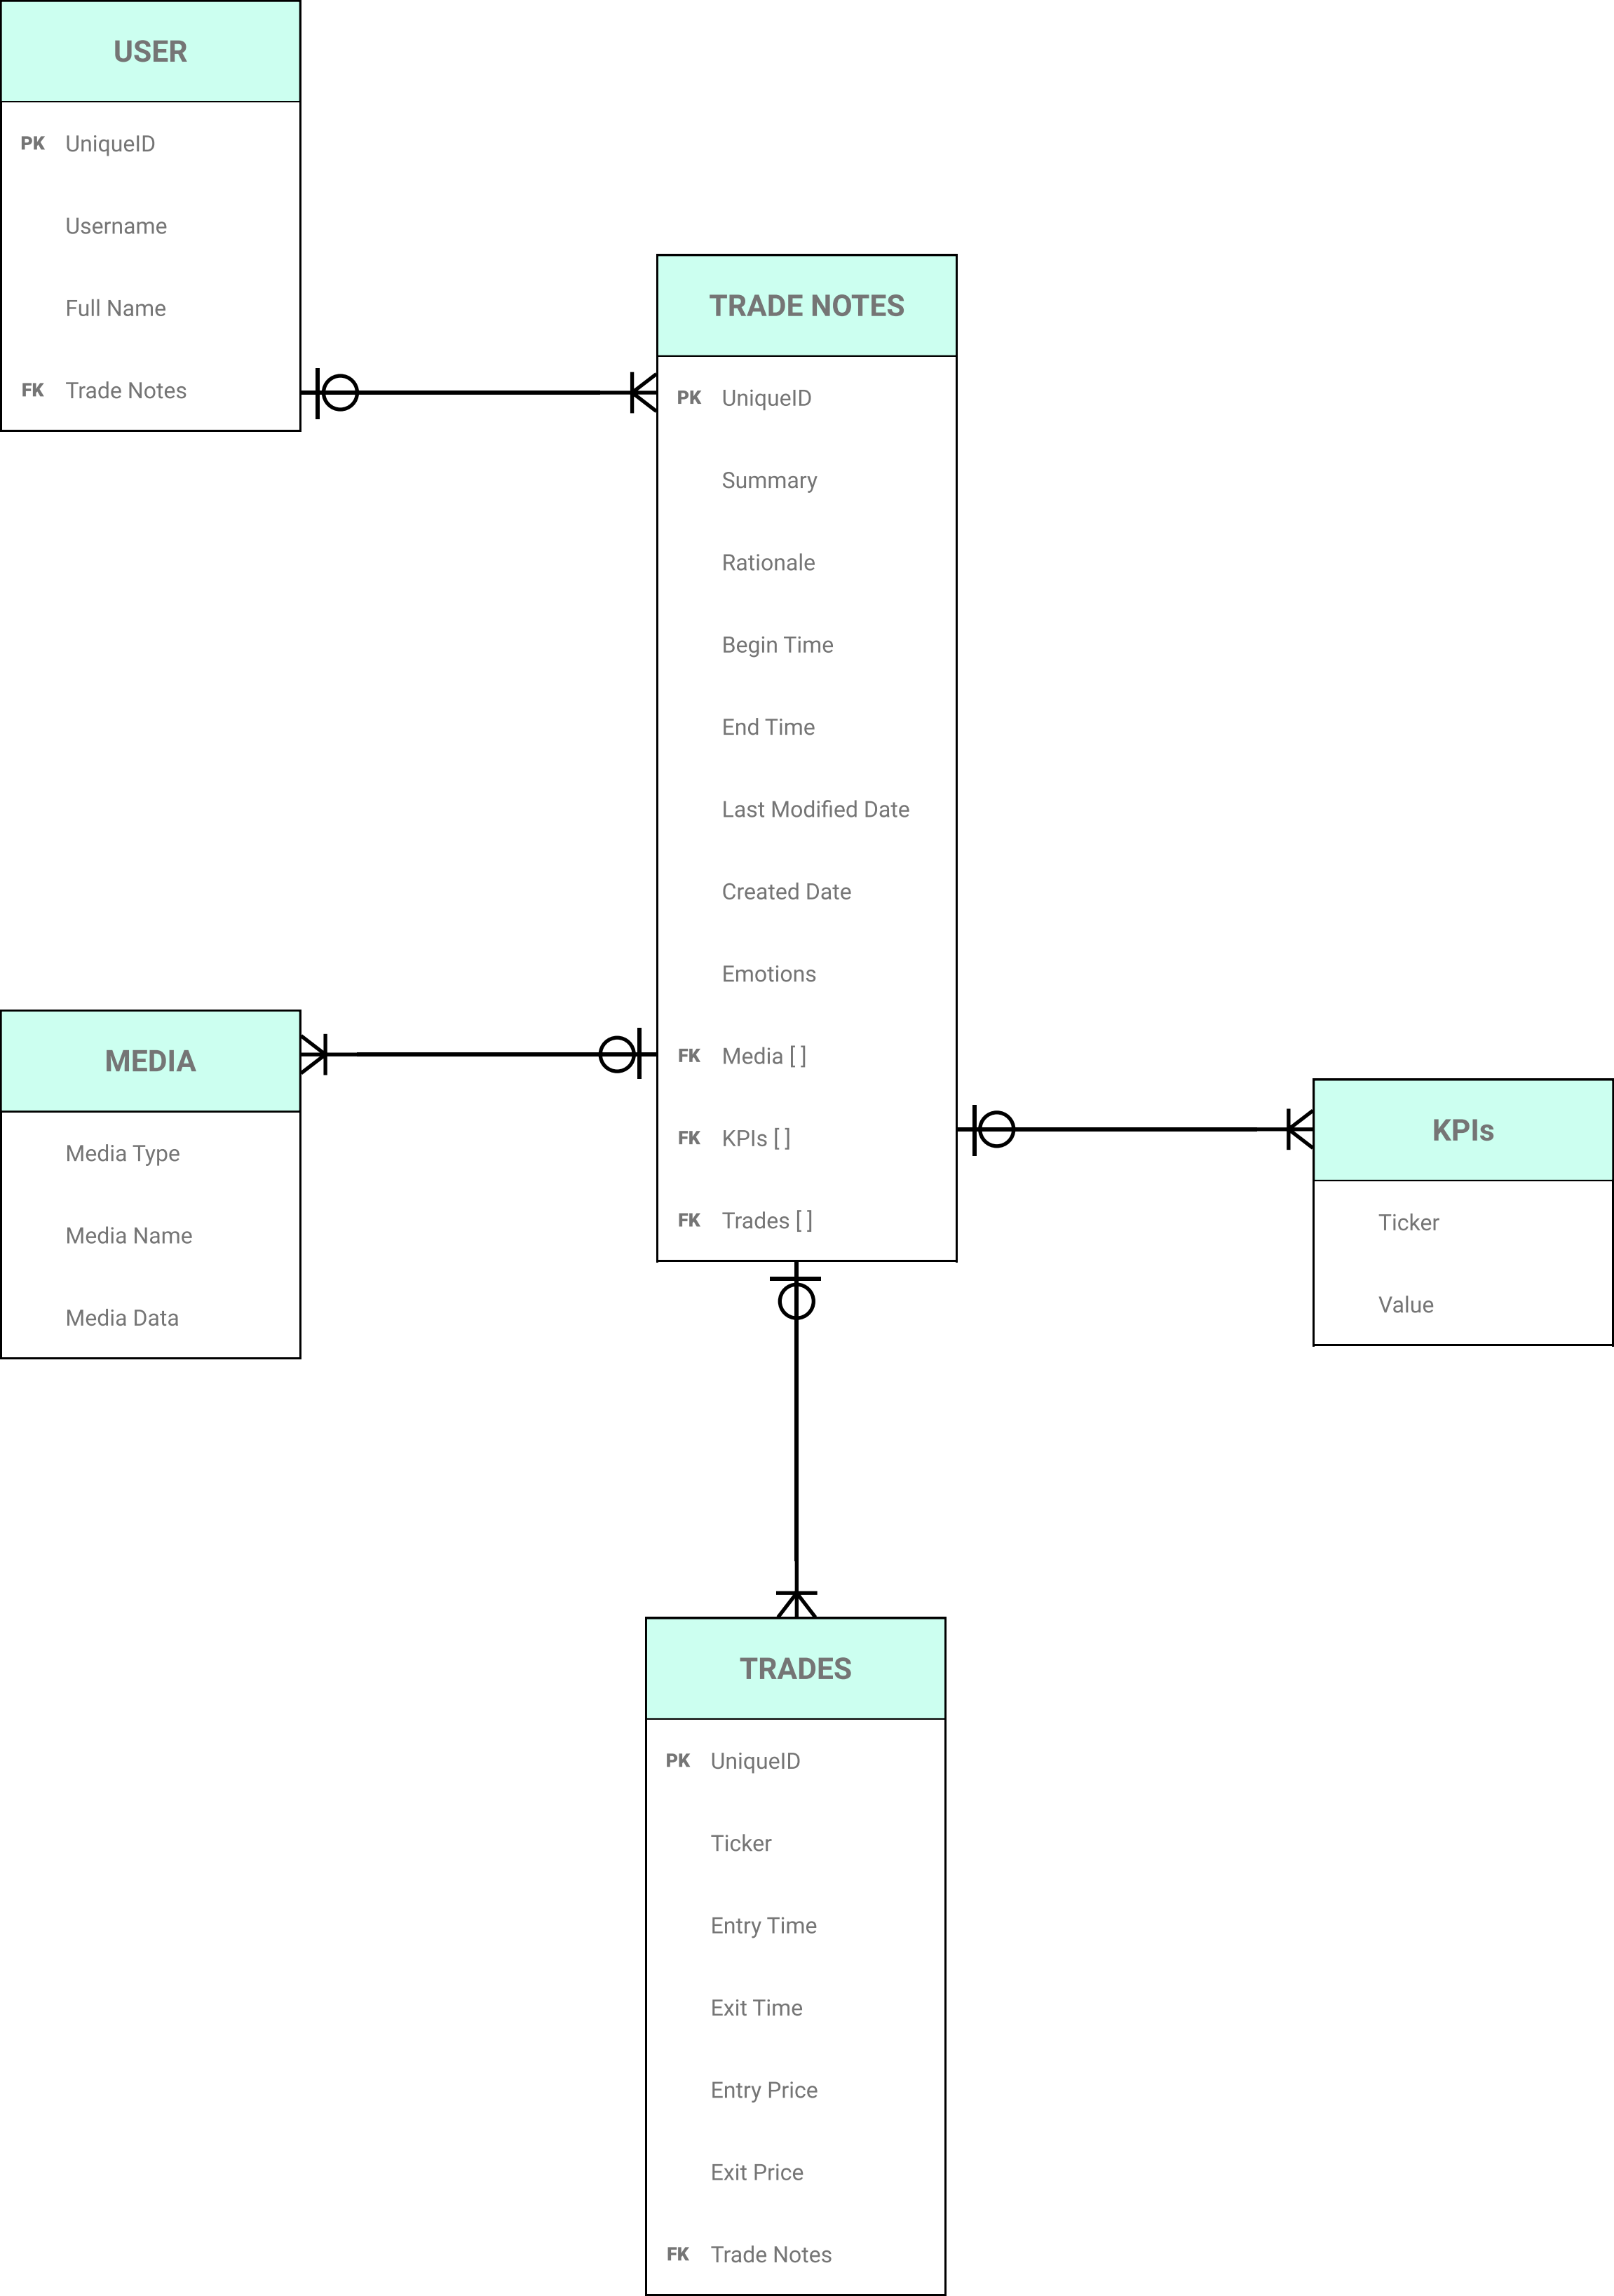 USER
PK UniqueID
Username
Full Name
FK Trade Notes
TRADE NOTES
PK UniqueID
Summary
Rationale
Begin Time
End Time
Last Modified Date
Created Date
Emotions
FK Media [ ]
FK KPIs [ ]
FK Trades [ ]
MEDIA
Media Type
Media Name
Media Data
KPIs
Ticker
Value
TRADES
PK UniqueID
Ticker
Entry Time
Exit Time
Entry Price
Exit Price
FK Trade Notes